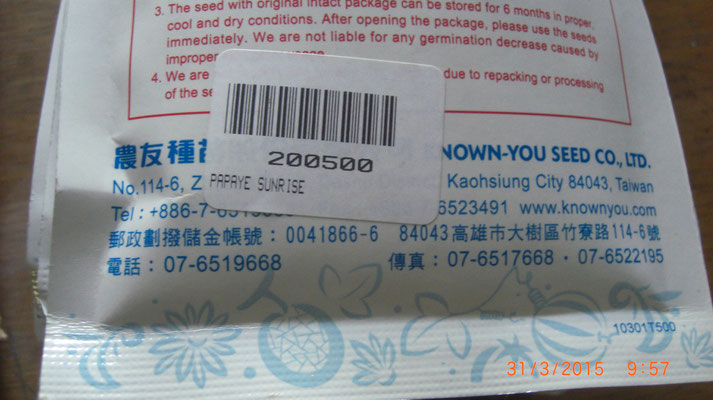 3. The seed with original intact package can be stored for 6 months in proper,
cool and dry conditions. After opening the package, please use the seeds
immediately. We are not liable for any germination decrease caused by
improper
4. We are due to repacking or processing
of the se
200500
PAPAYE SUNRISE
農友種 NOWN-YOU SEED CO., LTD.
No.114-6, Z Kaohsiung City 84043, Taiwan
Tel : +886-7-6519668 6523491 www.knownyou.com
郵政劃撥儲金帳號 : 0041866-6 84043高雄市大樹區竹寮路114-6號
電話 : 07-6519668 傳真 : 07-6517668 · 07-6522195
10301T500
31/3/2015 9:57